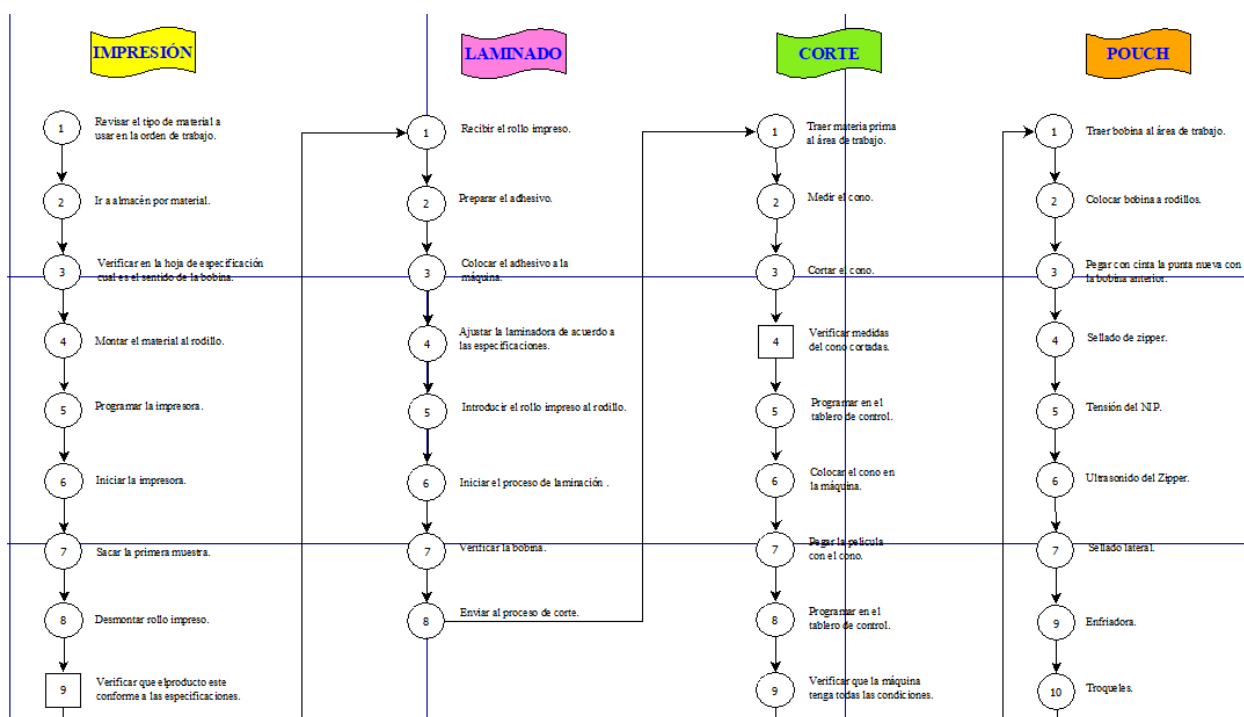 IMPRESIÓN
1
Revisar el tipo de material a
usar en la orden de trabajo.
2
Ir a almacén por material.
3
Verificar en la hoja de especificación
cual es el sentido de la bobina.
4
Montar el material al rodillo.
5
Programar la impresora.
6
Iniciar la impresora.
7
Sacar la primera muestra.
8
Desmontar rollo impreso.
9
Verificar que elproducto este
conforme a las especificaciones.
LAMINADO
1
Recibir el rollo impreso.
2
Preparar el adhesivo.
3
Colocar el adhesivo a la
máquina.
4
Ajustar la laminadora de acuerdo a
las especificaciones.
5
Introducir el rollo impreso al rodillo.
6
Iniciar el proceso de laminación .
7
Verificar la bobina.
8
Enviar al proceso de corte.
CORTE
1
Traer materia prima
al área de trabajo.
2
Medir el cono.
3
Cortar el cono.
4
Verificar medidas
del cono cortadas.
5
Programar en el
tablero de control.
6
Colocar el cono en
la máquina.
7
Pegar la pelicula
con el cono.
8
Programar en el
tablero de control.
9
Verificar que la máquina
tenga todas las condiciones.
POUCH
1
Traer bobina al área de trabajo.
2
Colocar bobina a rodillos.
3
Pegar con cinta la punta nueva con
la bobina anterior.
4
Sellado de zipper.
5
Tensión del NIP.
6
Ultrasonido del Zipper.
7
Sellado lateral.
9
Enfriadora.
10
Troqueles.